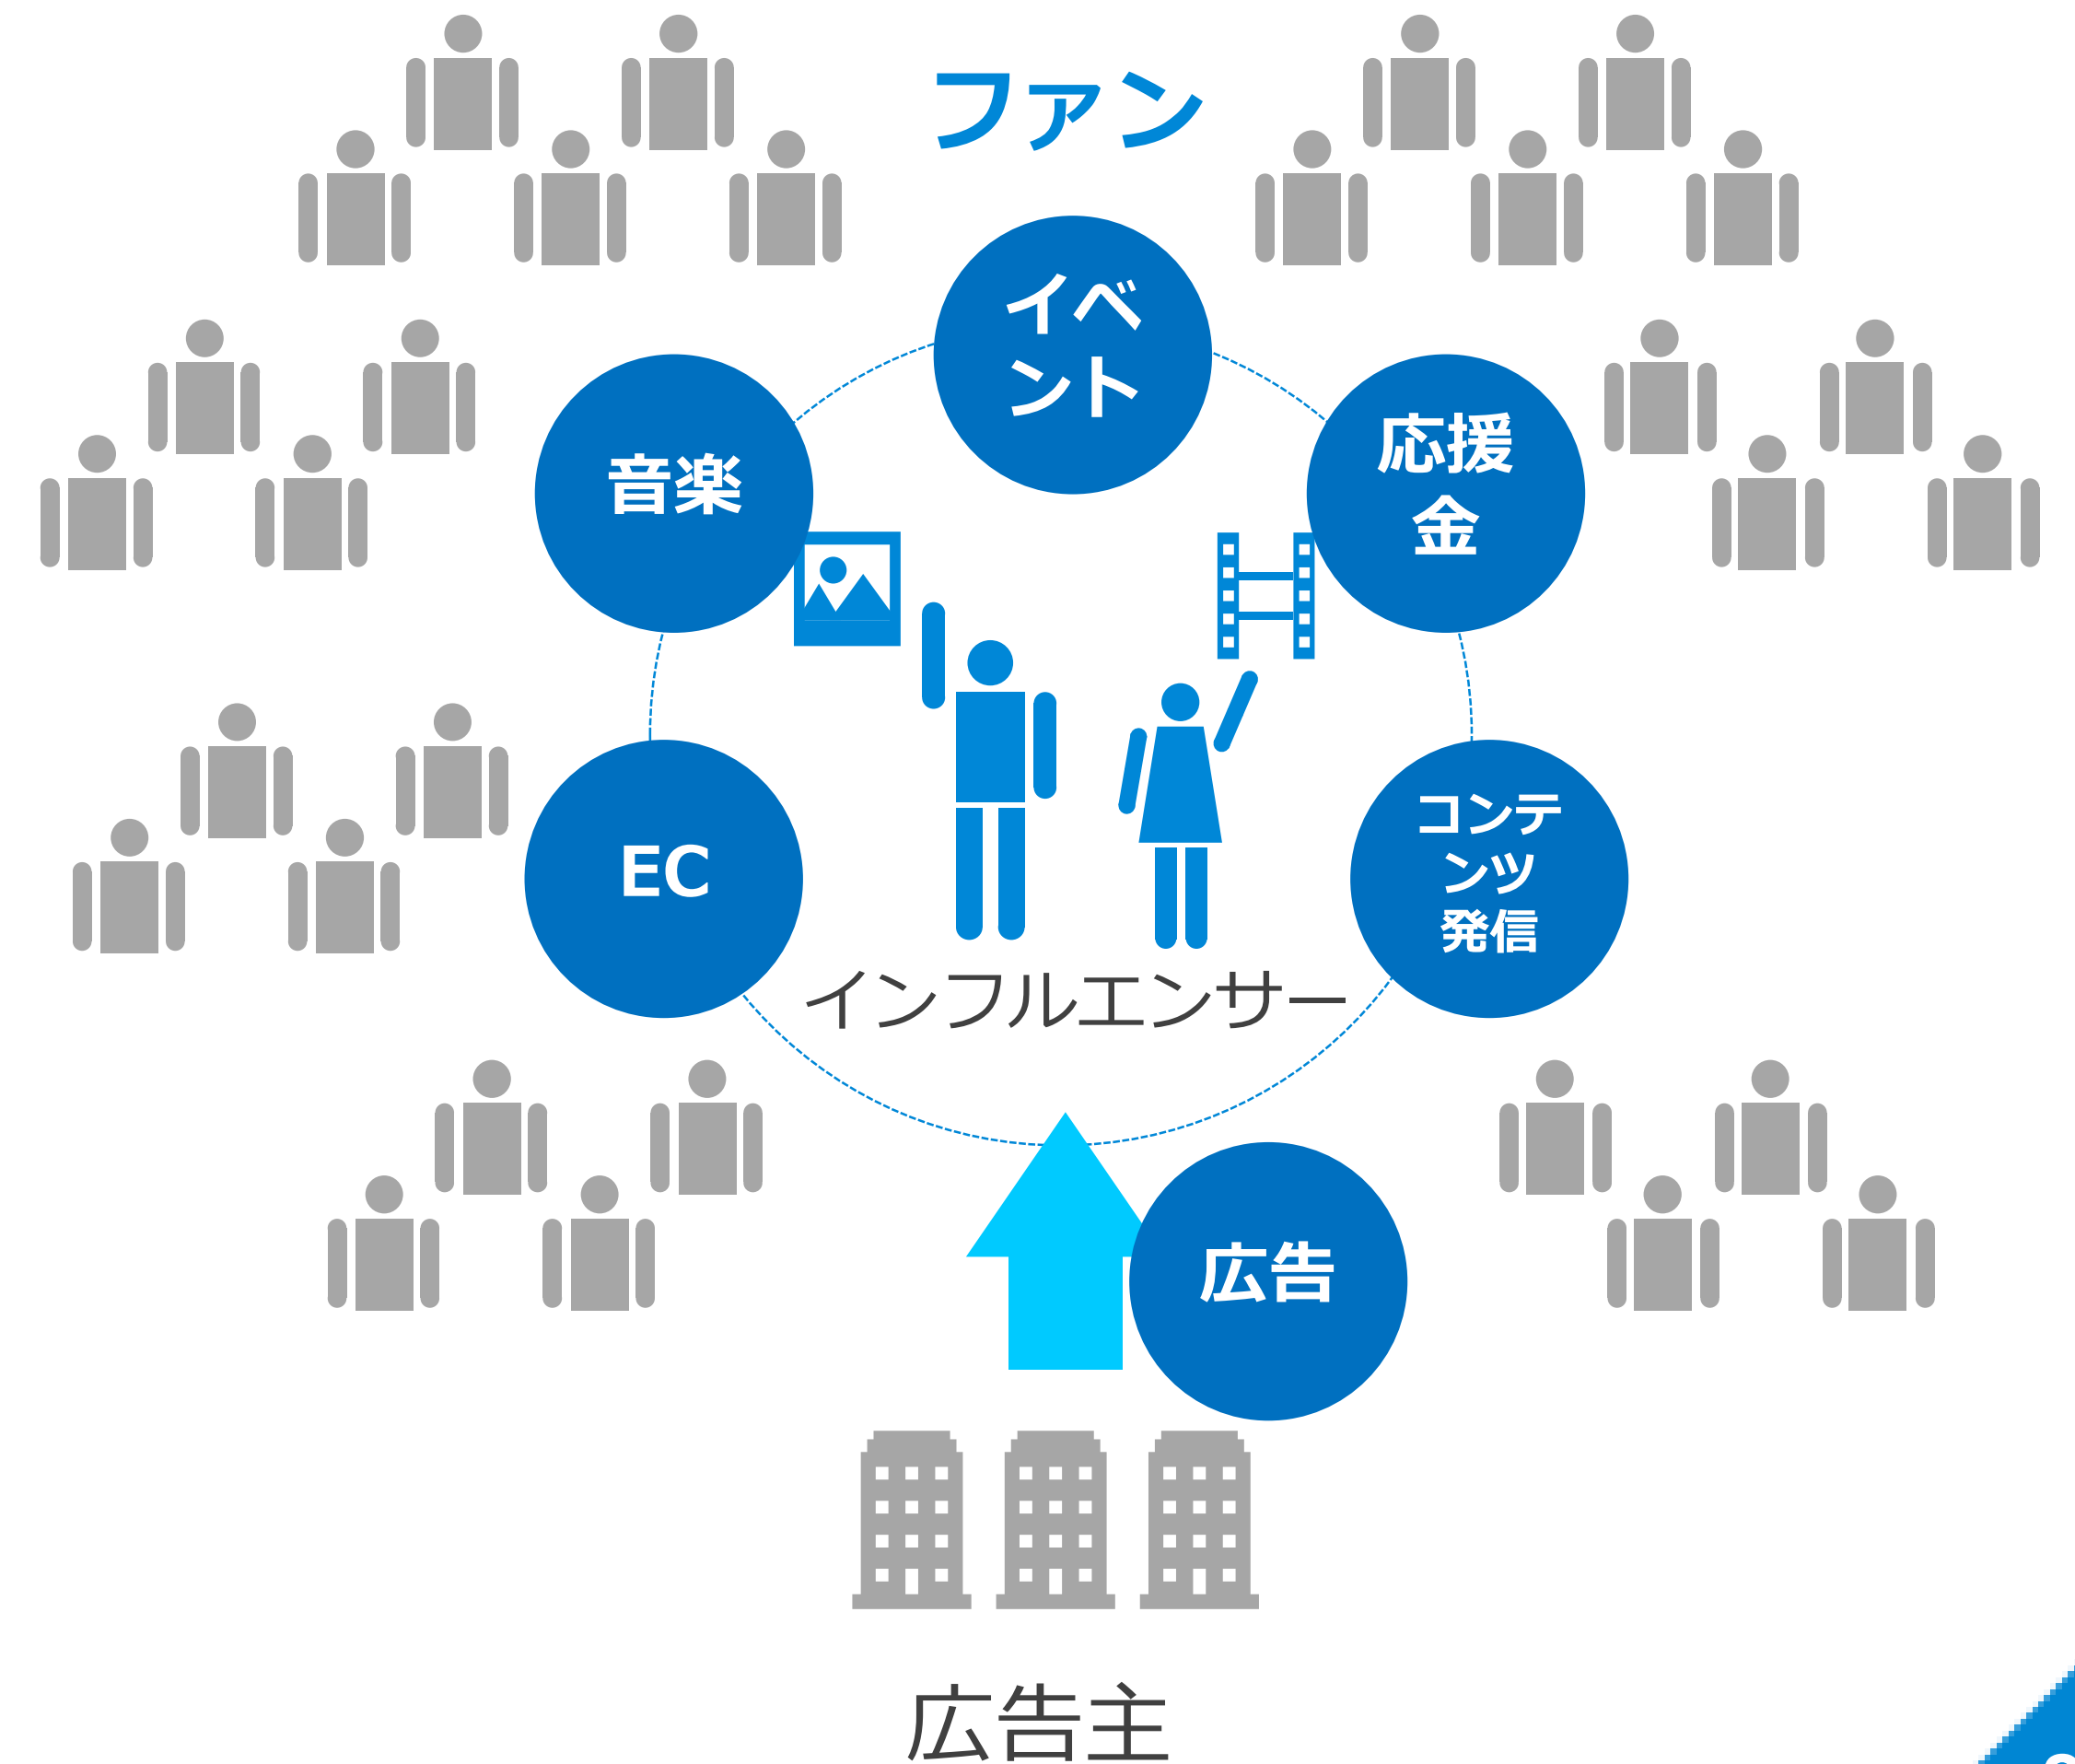 ファン
イベ
ント
音楽
応援
金
EC
コンテ
ンツ
発信
インフルエンサー
広告
広告主